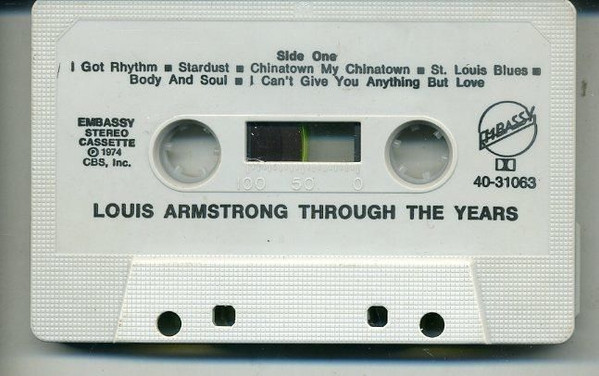 Side One
I Got Rhythm ■ Stardust ■ Chinatown My Chinatown ■ St. Louis Blues ■
Body And Soul ■ I Can't Give You Anything But Love
EMBASSY
STEREO
CASSETTE
℗ 1974
CBS, Inc.
EMBASSY
40-31063
100 50 0
LOUIS ARMSTRONG THROUGH THE YEARS